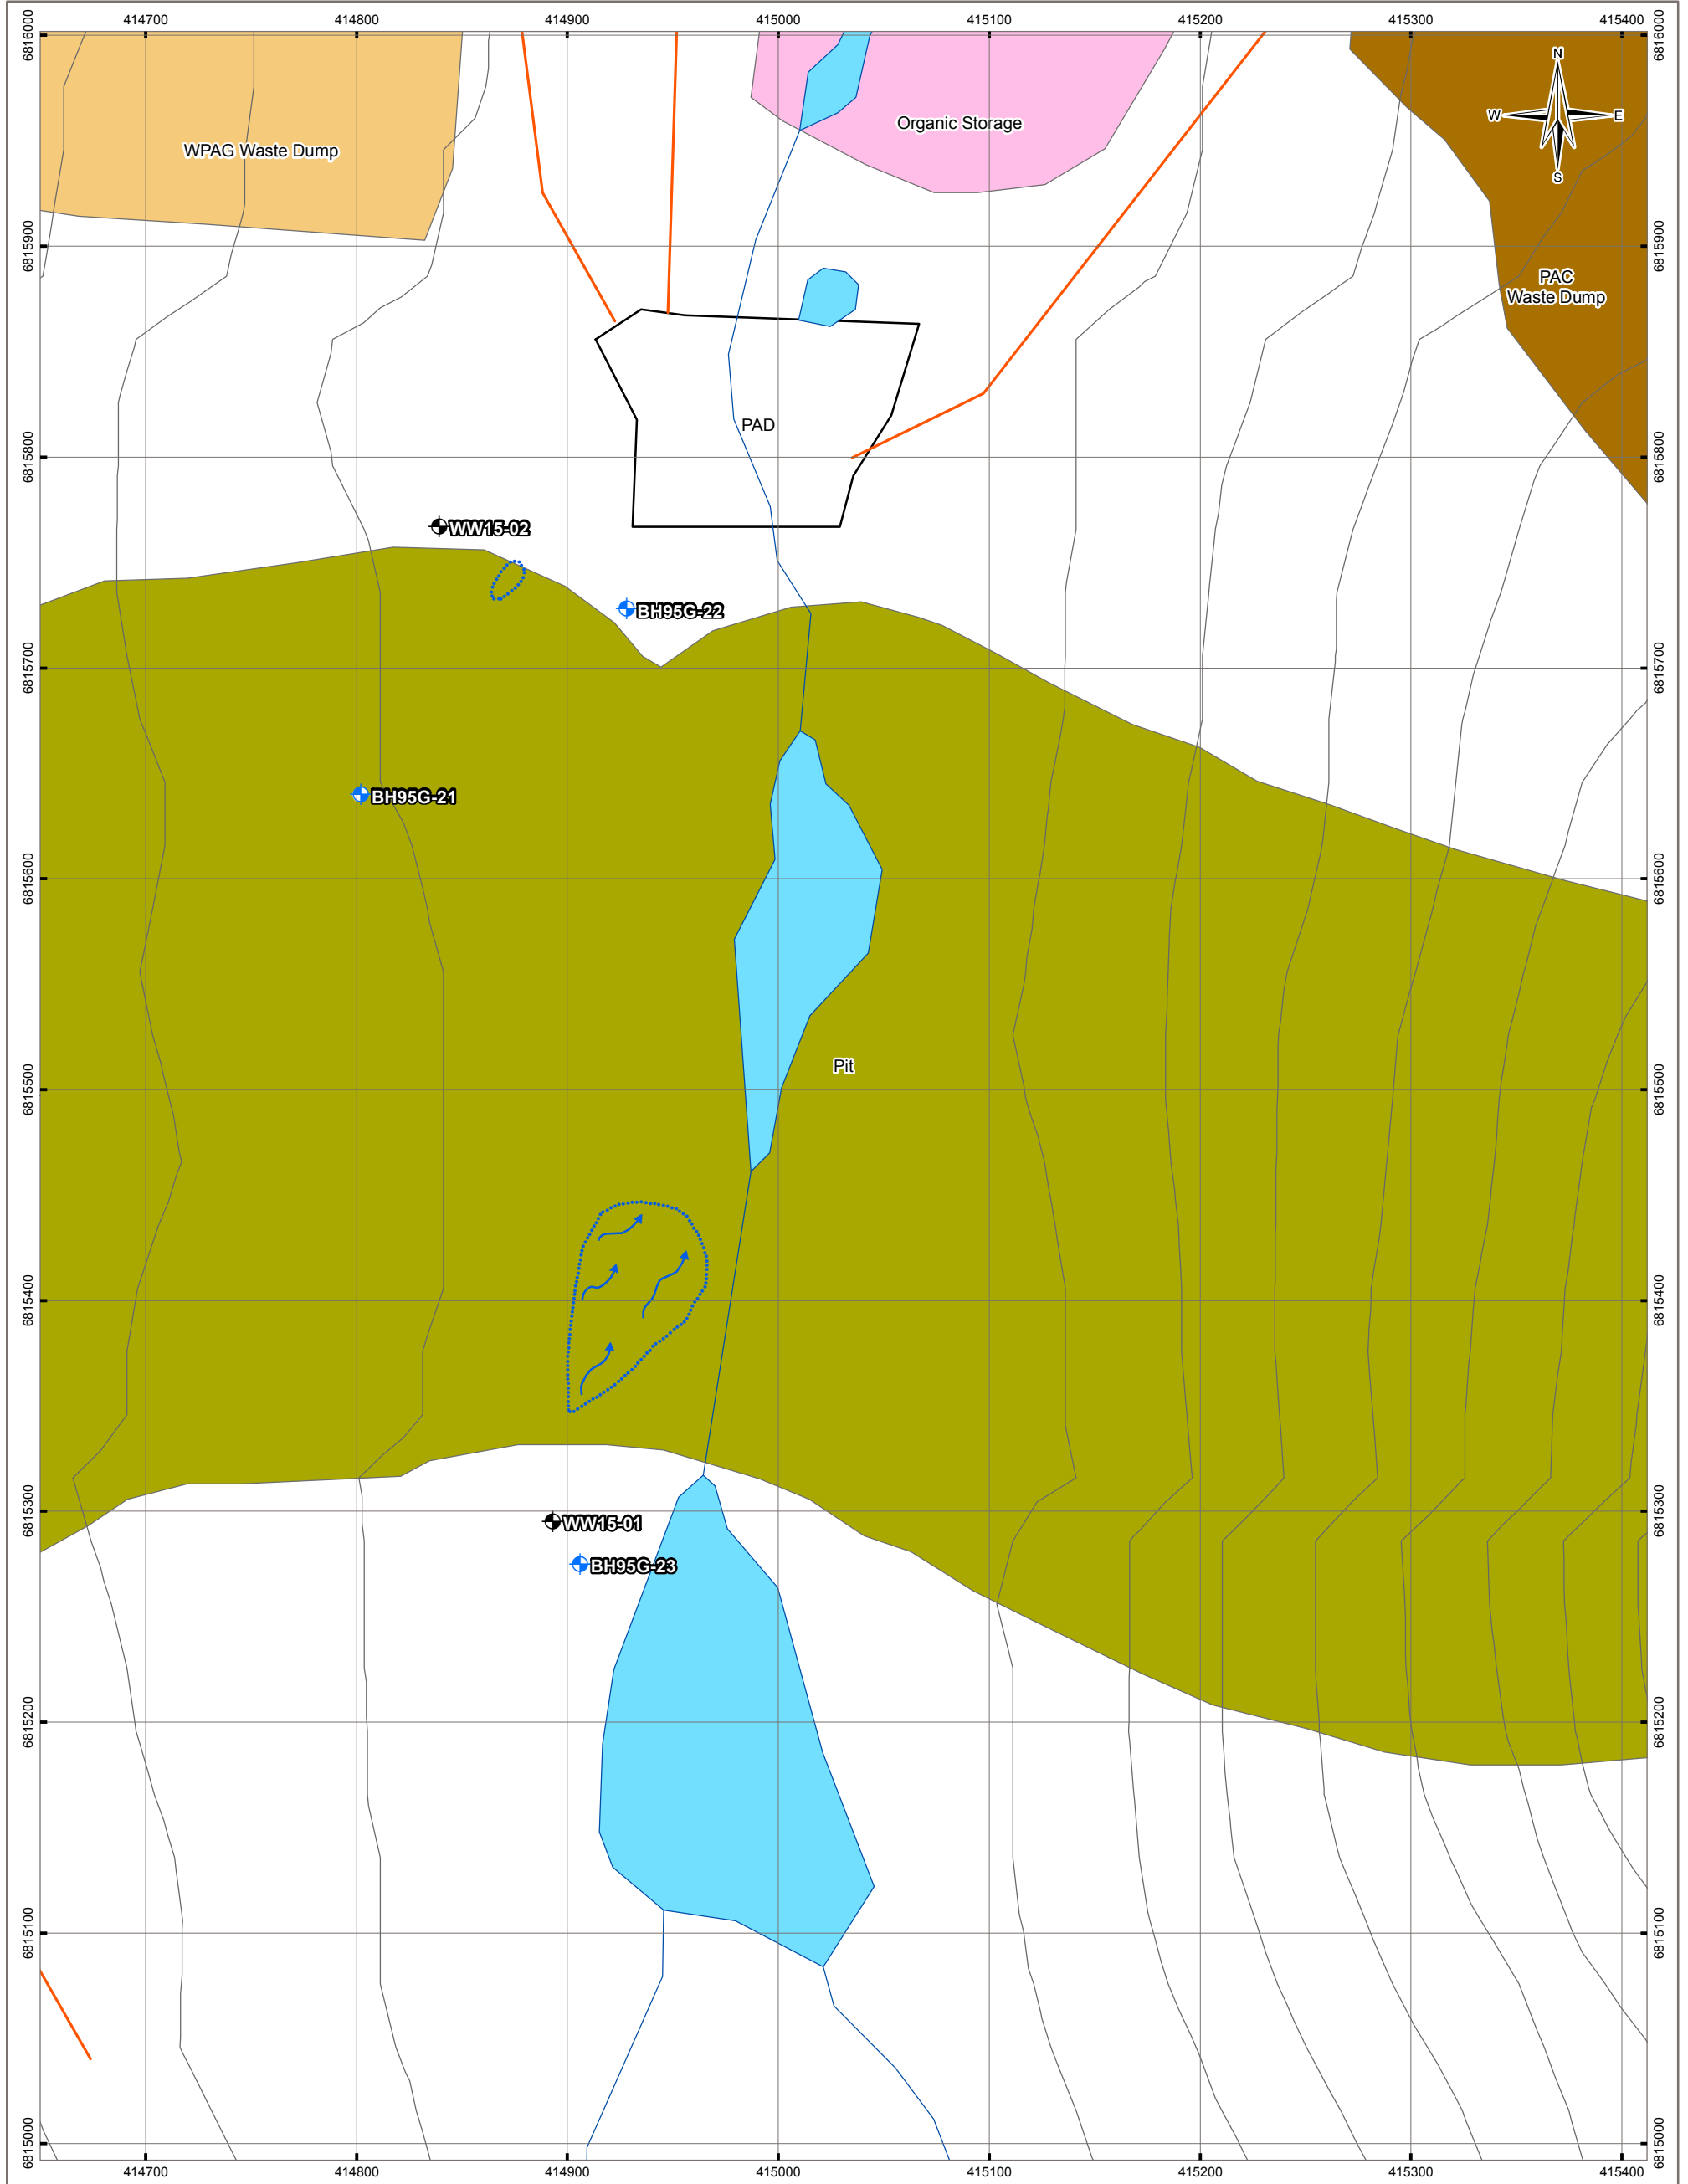 414700 414800 414900 415000 415100 415200 415300 415400
6816000 6816000
N
W E
S
Organic Storage
WPAG Waste Dump
6815900 6815900
PAC
Waste Dump
PAD
6815800 6815800
WW15-02
BH95G-22
6815700 6815700
BH95G-21
6815600 6815600
Pit
6815500 6815500
6815400 6815400
6815300 6815300
WW15-01
BH95G-23
6815200 6815200
6815100 6815100
6815000 6815000
414700 414800 414900 415000 415100 415200 415300 415400